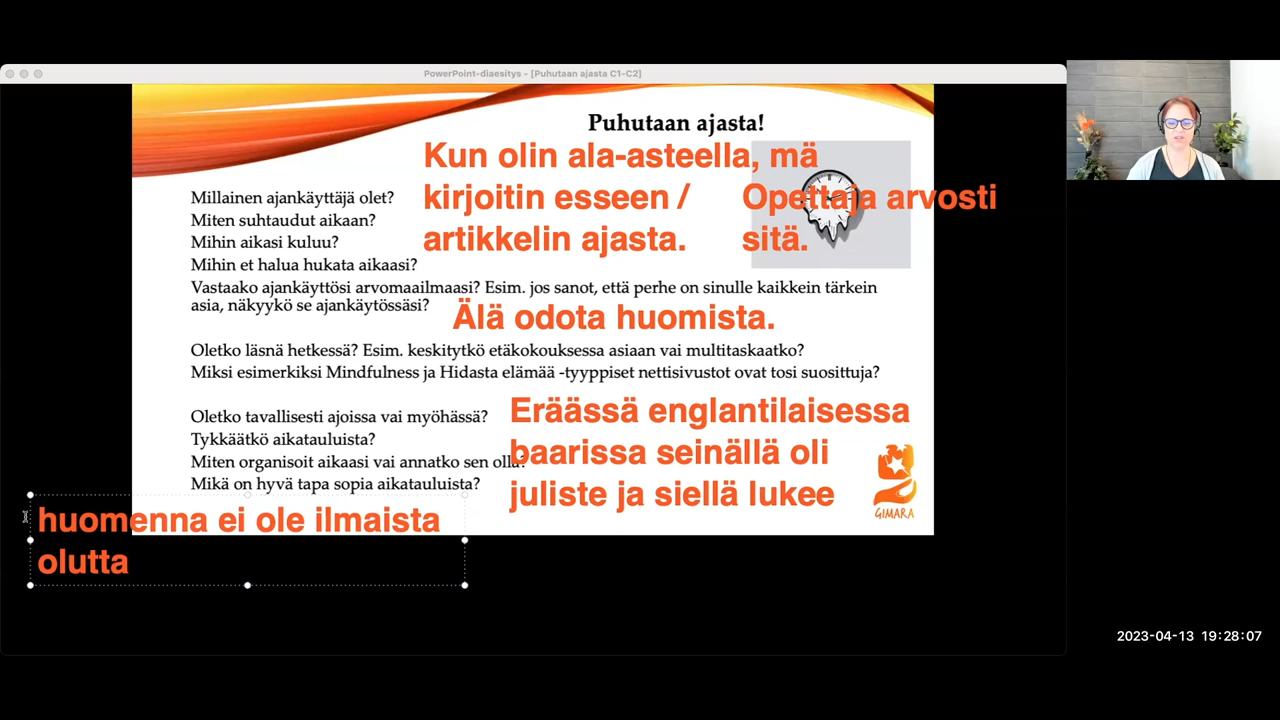 PowerPoint-diaesitys - [Puhutaan ajasta C1-C2]
Puhutaan ajasta!
Kun olin ala-asteella, mä
kirjoitin esseen /
artikkelin ajasta.
Opettaja arvosti
sitä.
Millainen ajankäyttäjä olet?
Miten suhtaudut aikaan?
Mihin aikasi kuluu?
Mihin et halua hukata aikaasi?
Vastaako ajankäyttösi arvomaailmaasi? Esim. jos sanot, että perhe on sinulle kaikkein tärkein
asia, näkyykö se ajankäytössäsi?
Älä odota huomista.
Oletko läsnä hetkessä? Esim. keskitytkö etäkokouksessa asiaan vai multitaskaatko?
Miksi esimerkiksi Mindfulness ja Hidasta elämää -tyyppiset nettisivustot ovat tosi suosittuja?
Oletko tavallisesti ajoissa vai myöhässä?
Tykkäätkö aikatauluista?
Miten organisoit aikaasi vai annatko sen olla?
Mikä on hyvä tapa sopia aikatauluista?
Eräässä englantilaisessa
baarissa seinällä oli
juliste ja siellä lukee
GIMARA
huomenna ei ole ilmaista
olutta
2023-04-13 19:28:07